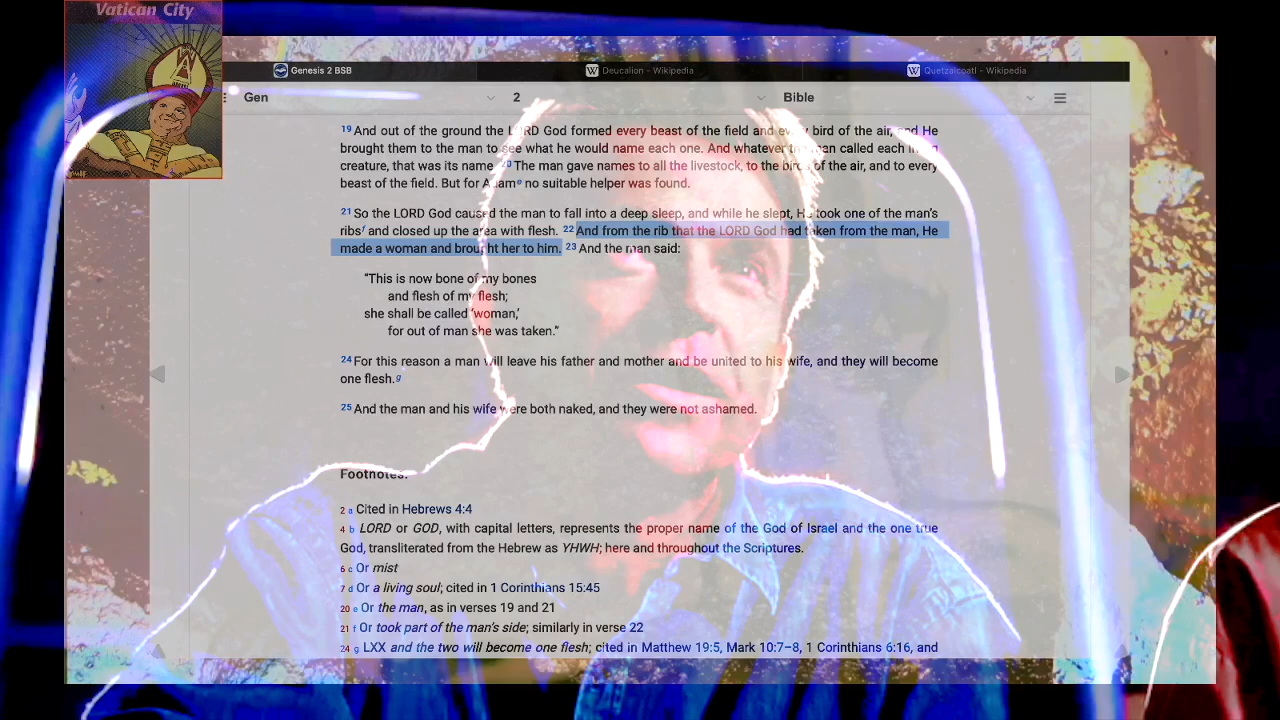 Vatican City
Genesis 2 BSB
Deucalion - Wikipedia
Quetzalcoatl - Wikipedia
Gen
2
Bible
19 And out of the ground the LORD God formed every beast of the field and every bird of the air, and He
brought them to the man to see what he would name each one. And whatever the man called each living
creature, that was its name. 20 The man gave names to all the livestock, to the birds of the air, and to every
beast of the field. But for Adam e no suitable helper was found.
21 So the LORD God caused the man to fall into a deep sleep, and while he slept, He took one of the man's
ribs f and closed up the area with flesh. 22 And from the rib that the LORD God had taken from the man, He
made a woman and brought her to him. 23 And the man said:
“This is now bone of my bones
and flesh of my flesh;
she shall be called ‘woman,’
for out of man she was taken.”
24 For this reason a man will leave his father and mother and be united to his wife, and they will become
one flesh. g
25 And the man and his wife were both naked, and they were not ashamed.
Footnotes:
2 a Cited in Hebrews 4:4
4 b LORD or GOD, with capital letters, represents the proper name of the God of Israel and the one true
God, transliterated from the Hebrew as YHWH; here and throughout the Scriptures.
6 c Or mist
7 d Or a living soul; cited in 1 Corinthians 15:45
20 e Or the man, as in verses 19 and 21
21 f Or took part of the man's side; similarly in verse 22
24 g LXX and the two will become one flesh; cited in Matthew 19:5, Mark 10:7–8, 1 Corinthians 6:16, and